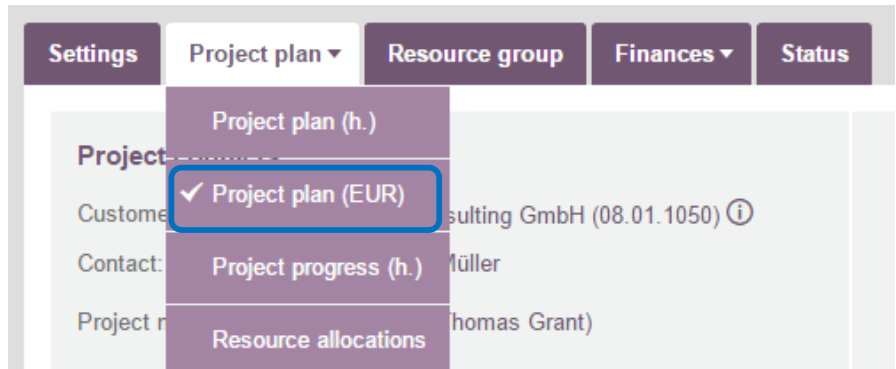 Settings Project plan ▾ Resource group Finances ▾ Status
Project plan (h.)
Project
✓ Project plan (EUR)
Custome sulting GmbH (08.01.1050) ⓘ
Contact: Project progress (h.) Müller
Project Thomas Grant)
Resource allocations